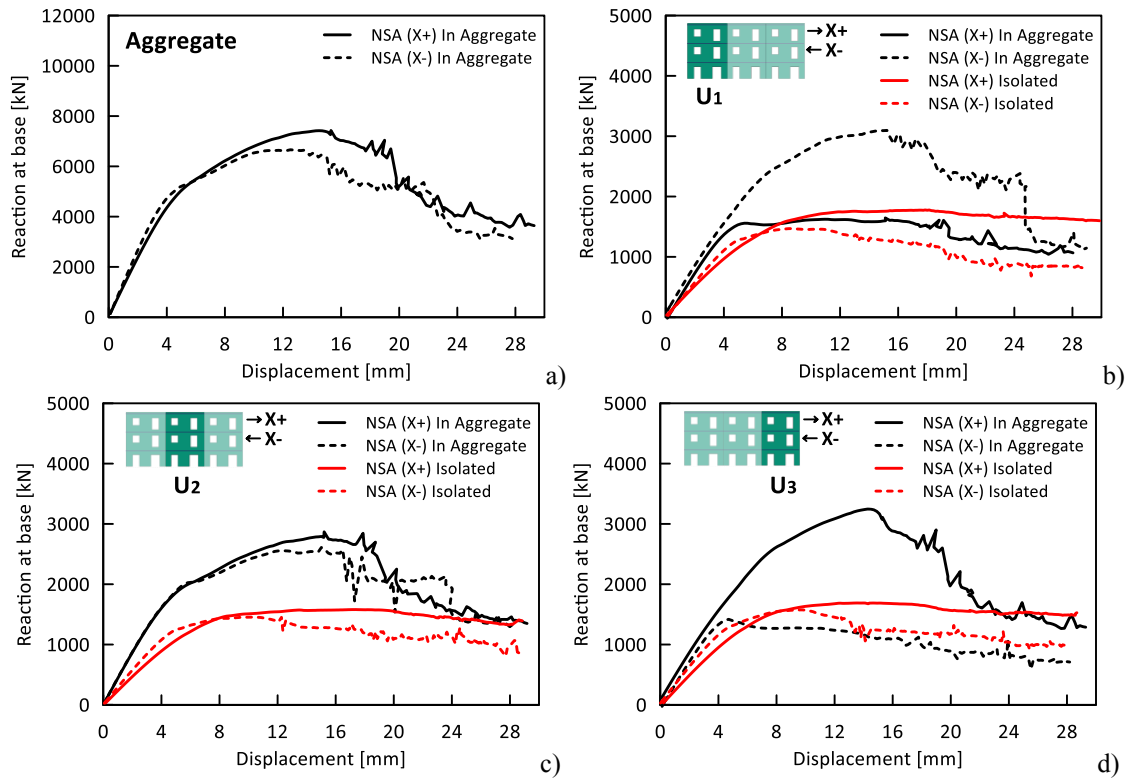 Aggregate
NSA (X+) In Aggregate
NSA (X-) In Aggregate
Reaction at base [kN]
12000
10000
8000
6000
4000
2000
0
0 4 8 12 16 20 24 28
Displacement [mm]
a)
X+
X-
U1
NSA (X+) In Aggregate
NSA (X-) In Aggregate
NSA (X+) Isolated
NSA (X-) Isolated
Reaction at base [kN]
5000
4000
3000
2000
1000
0
0 4 8 12 16 20 24 28
Displacement [mm]
b)
X+
X-
U2
NSA (X+) In Aggregate
NSA (X-) In Aggregate
NSA (X+) Isolated
NSA (X-) Isolated
Reaction at base [kN]
5000
4000
3000
2000
1000
0
0 4 8 12 16 20 24 28
Displacement [mm]
c)
X+
X-
U3
NSA (X+) In Aggregate
NSA (X-) In Aggregate
NSA (X+) Isolated
NSA (X-) Isolated
Reaction at base [kN]
5000
4000
3000
2000
1000
0
0 4 8 12 16 20 24 28
Displacement [mm]
d)